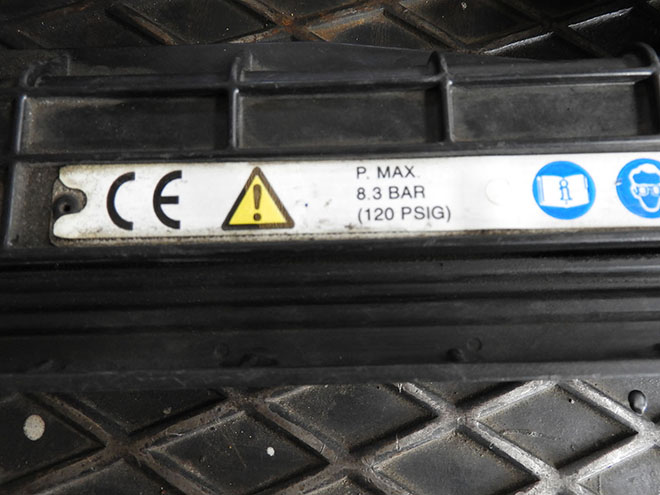 CE
P. MAX.
8.3 BAR
(120 PSIG)